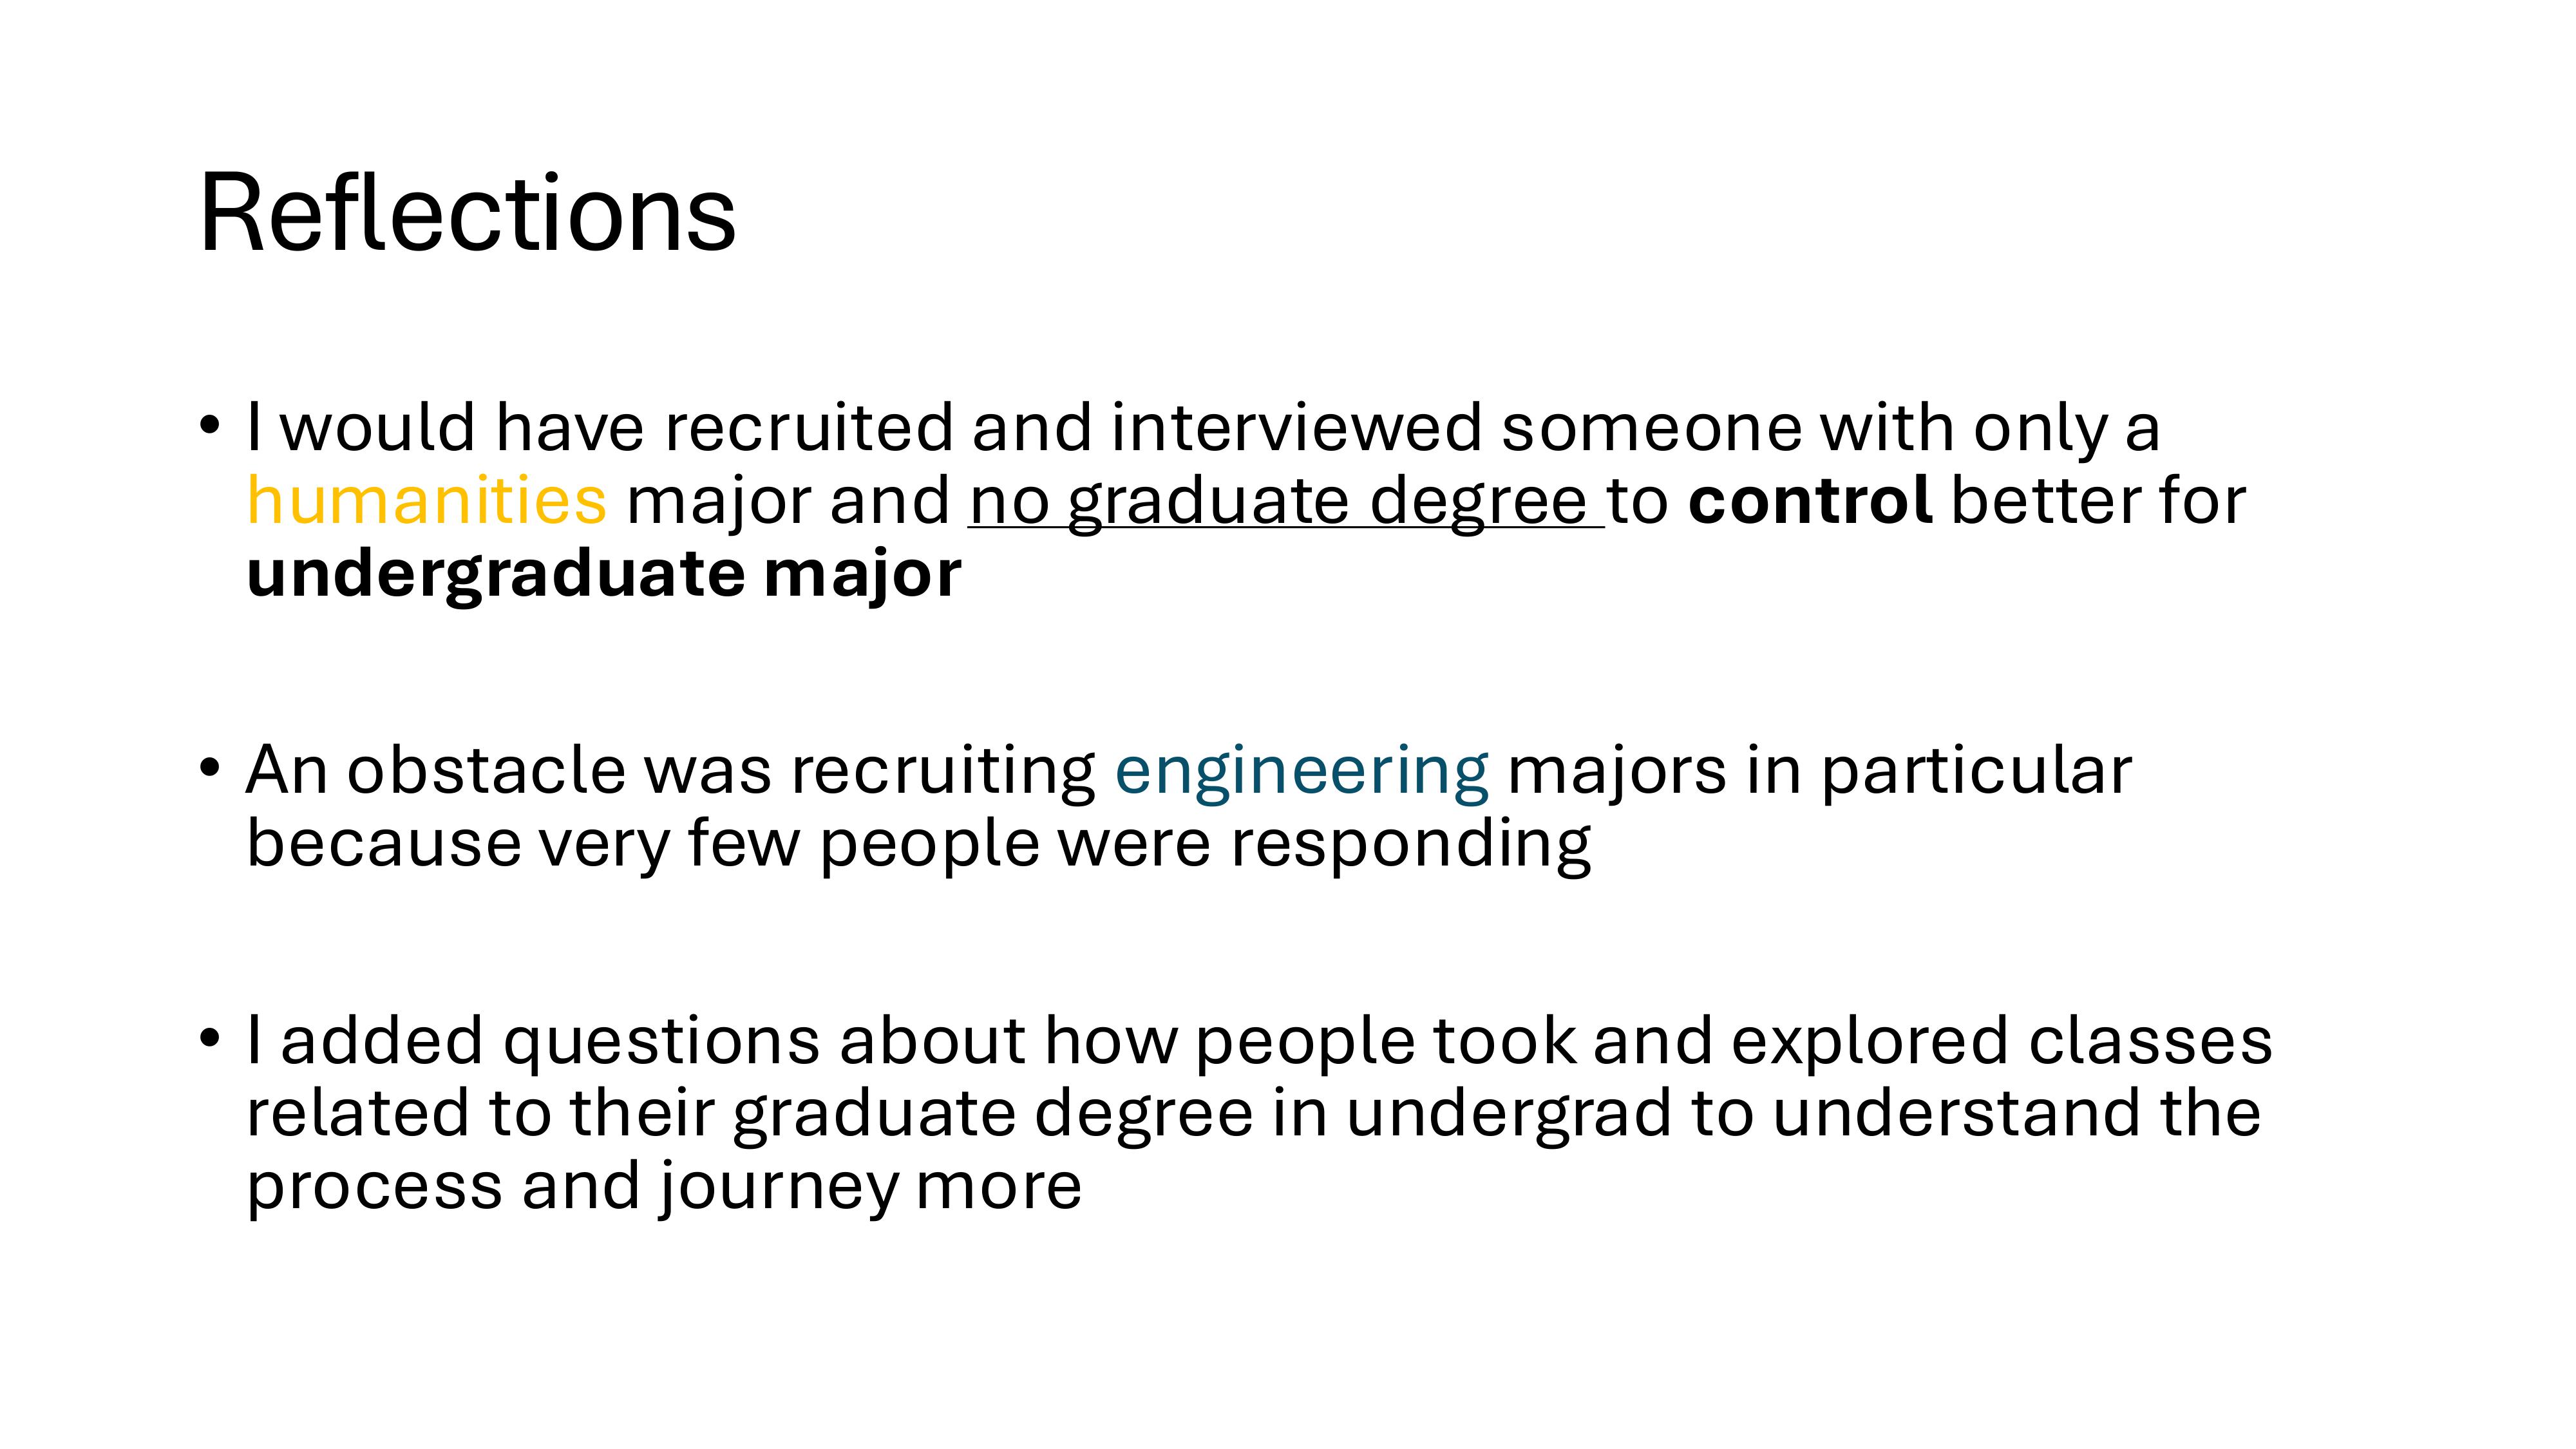 Reflections
• I would have recruited and interviewed someone with only a
humanities major and no graduate degree to control better for
undergraduate major
• An obstacle was recruiting engineering majors in particular
because very few people were responding
• I added questions about how people took and explored classes
related to their graduate degree in undergrad to understand the
process and journey more